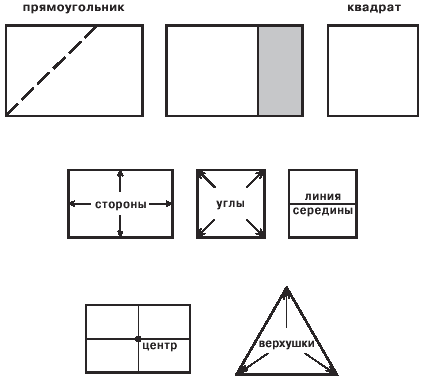 прямоугольник
квадрат
стороны
углы
линия
середины
центр
верхушки